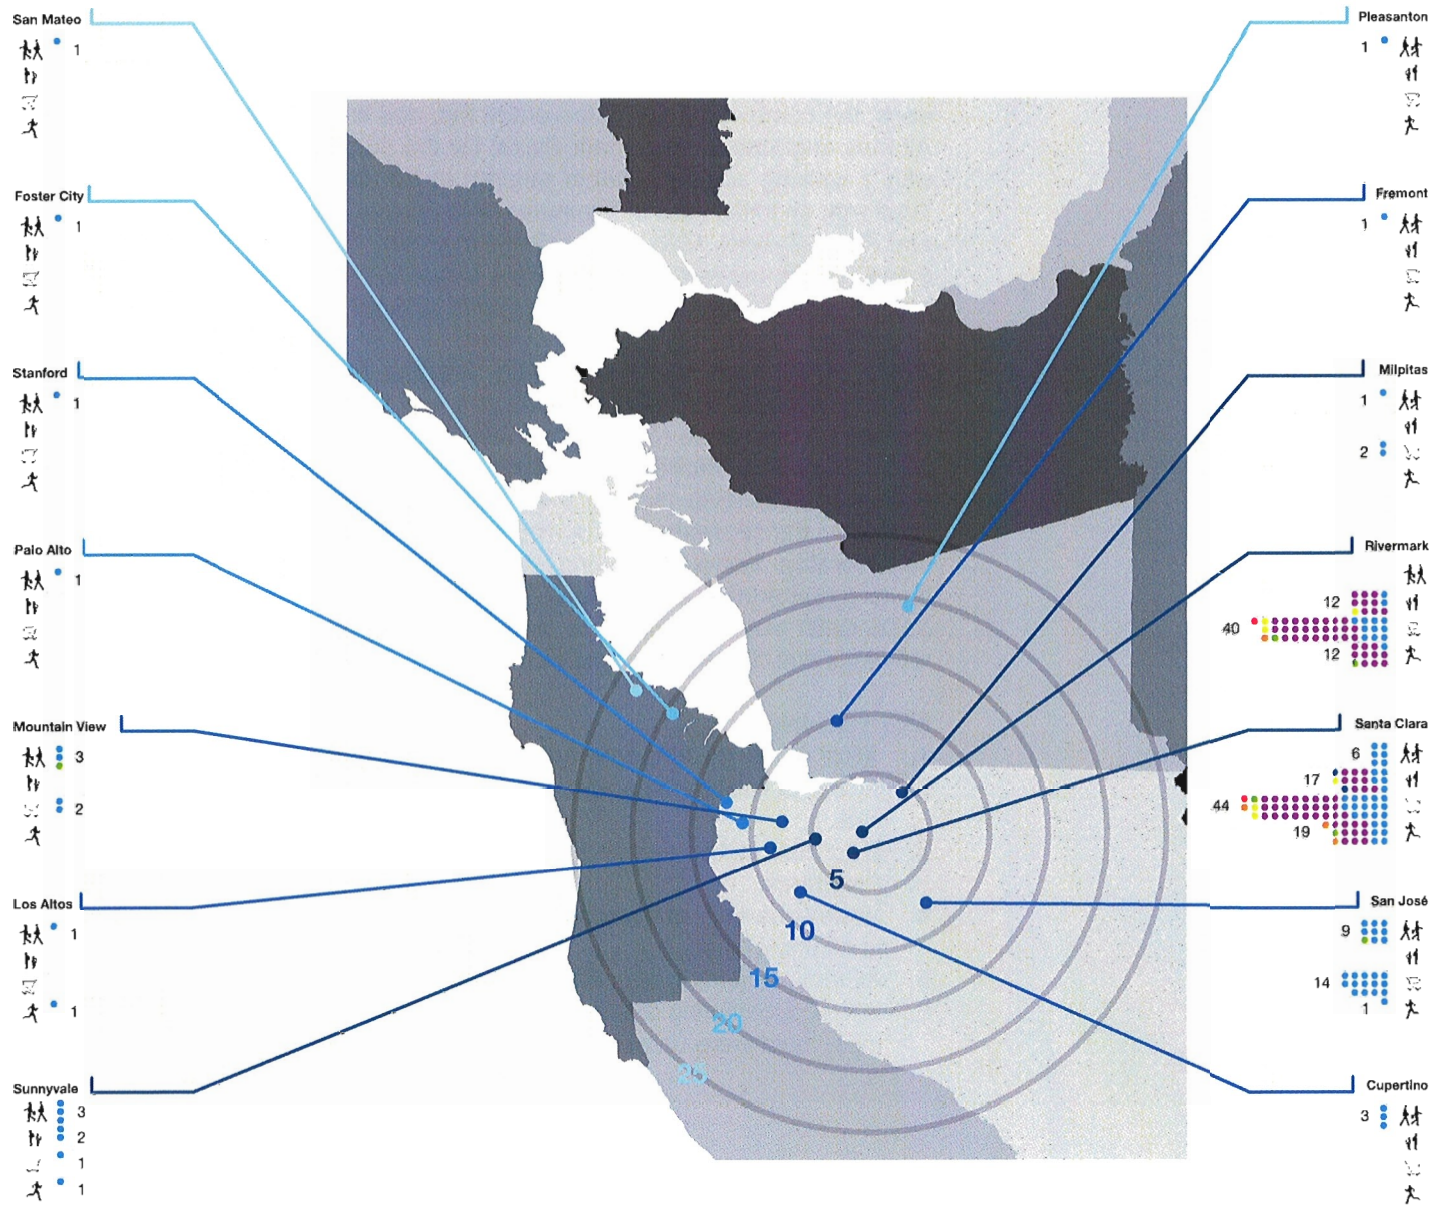 San Mateo
1
Foster City
1
Stanford
1
Palo Alto
1
Mountain View
3
2
Los Altos
1
1
Sunnyvale
3
2
1
1
5
10
15
20
25
Pleasanton
1
Fremont
1
Milpitas
1
2
Rivermark
12
40
12
Santa Clara
6
17
44
19
San José
9
14
1
Cupertino
3